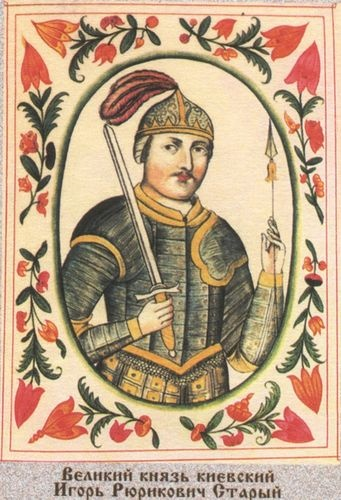 Великий князь киевский
Игорь Рюрикович Старый